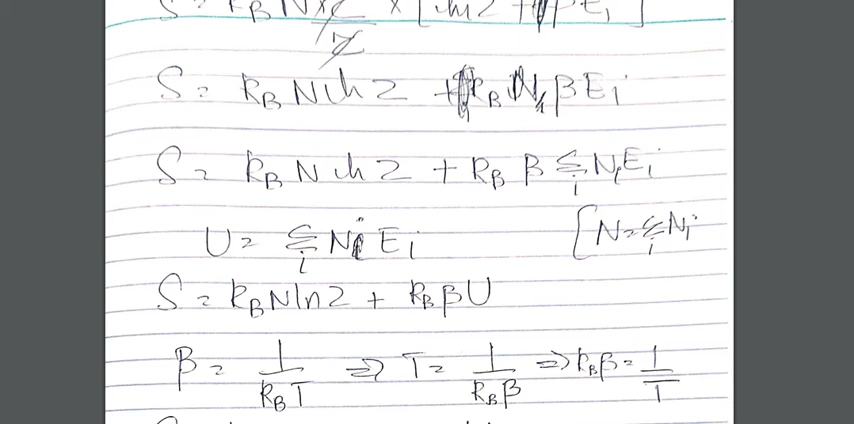 S = k_B N ln Z + k_B N_i β E_i
S = k_B N ln Z + k_B β Σ_i N_i E_i
U = Σ_i N_i E_i [N = Σ_i N_i
S = k_B N ln Z + k_B β U
β = 1/(k_B T) ⇒ T = 1/(k_B β) ⇒ k_B β = 1/T